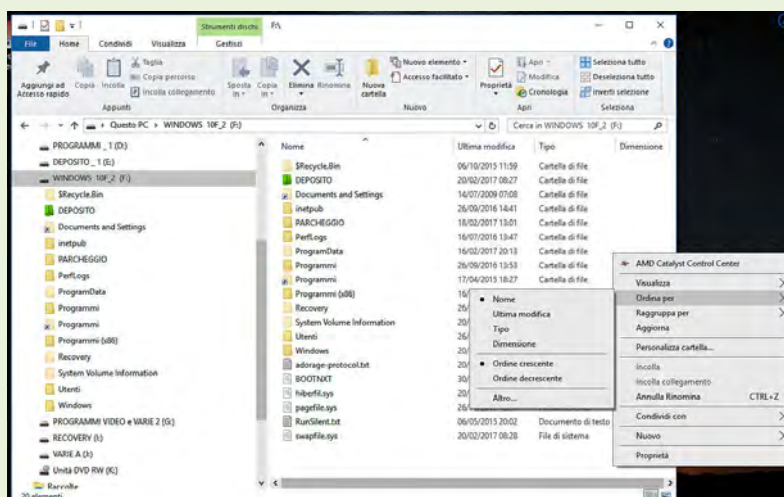 Strumenti dischi F:\
File Home Condividi Visualizza Gestisci
Aggiungi ad Accesso rapido
Copia
Incolla
Taglia
Copia percorso
Incolla collegamento
Appunti
Sposta in
Copia in
Elimina
Rinomina
Organizza
Nuova cartella
Nuovo elemento
Accesso facilitato
Nuovo
Proprietà
Apri
Modifica
Cronologia
Apri
Seleziona tutto
Deseleziona tutto
Inverti selezione
Seleziona
Questo PC > WINDOWS 10F_2 (F:)
Cerca in WINDOWS 10F_2 (F:)
PROGRAMMI _1 (D:)
DEPOSITO _ 1 (E:)
WINDOWS 10F_2 (F:)
$Recycle.Bin
DEPOSITO
Documents and Settings
inetpub
PARCHEGGIO
PerfLogs
ProgramData
Programmi
Programmi
Programmi (x86)
Recovery
System Volume Information
Utenti
Windows
PROGRAMMI VIDEO e VARIE 2 (G:)
RECOVERY (I:)
VARIE A (J:)
Unità DVD RW (K:)
Raccolte
20 elementi
Nome Ultima modifica Tipo Dimensione
$Recycle.Bin 06/10/2015 11:59 Cartella di file
DEPOSITO 20/02/2017 08:27 Cartella di file
Documents and Settings 14/07/2009 07:08 Cartella di file
inetpub 26/09/2016 14:41 Cartella di file
PARCHEGGIO 18/02/2017 13:01 Cartella di file
PerfLogs 16/07/2016 13:47 Cartella di file
ProgramData 16/02/2017 20:13 Cartella di file
Programmi 26/09/2016 13:53 Cartella di file
Programmi 17/04/2015 18:27 Cartella di file
Programmi (x86) 16/
Recovery 26/
System Volume Information 20/
Utenti 26/
Windows 20/
adorage-protocol.txt 20/
BOOTNXT 30/
hiberfil.sys 20/
pagefile.sys 26/
RunSilent.txt 06/05/2015 20:02 Documento di testo
swapfile.sys 20/02/2017 08:28 File di sistema
Nome
Ultima modifica
Tipo
Dimensione
Ordine crescente
Ordine decrescente
Altro...
AMD Catalyst Control Center
Visualizza
Ordina per
Raggruppa per
Aggiorna
Personalizza cartella...
Incolla
Incolla collegamento
Annulla Rinomina CTRL+Z
Condividi con
Nuovo
Proprietà